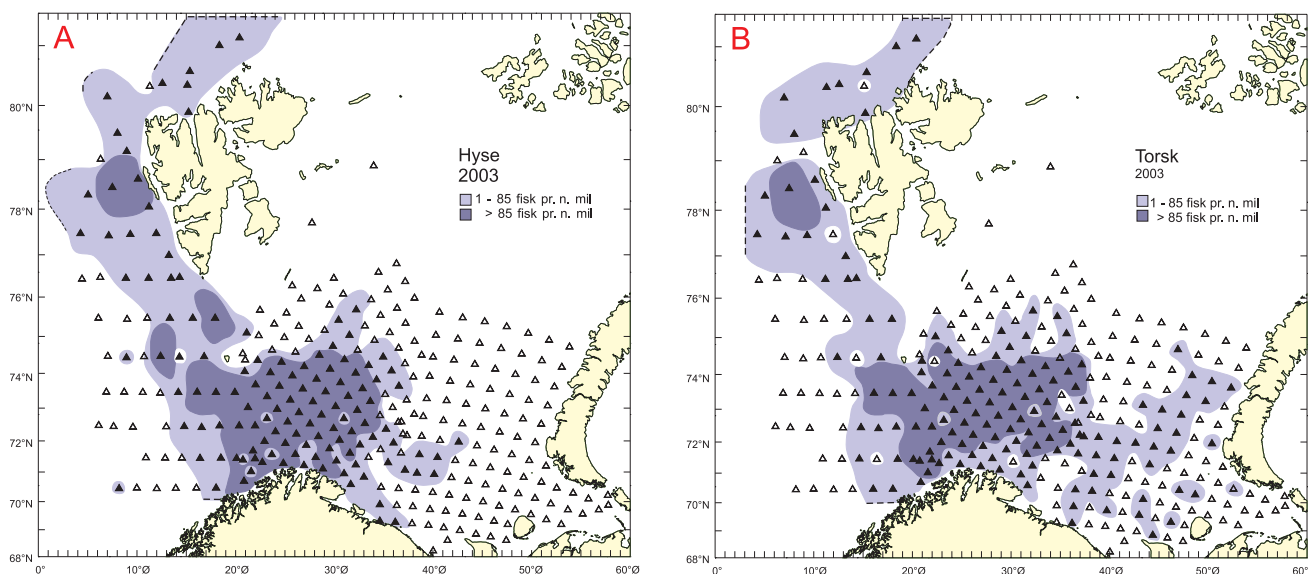 A
Hyse
2003
1 - 85 fisk pr. n. mil
> 85 fisk pr. n. mil
80°N
78°N
76°N
74°N
72°N
70°N
68°N
0°
10°Ø
20°Ø
30°Ø
40°Ø
50°Ø
60°Ø
B
Torsk
2003
1 - 85 fisk pr. n. mil
> 85 fisk pr. n. mil
80°N
78°N
76°N
74°N
72°N
70°N
68°N
0°
10°Ø
20°Ø
30°Ø
40°Ø
50°Ø
60°Ø